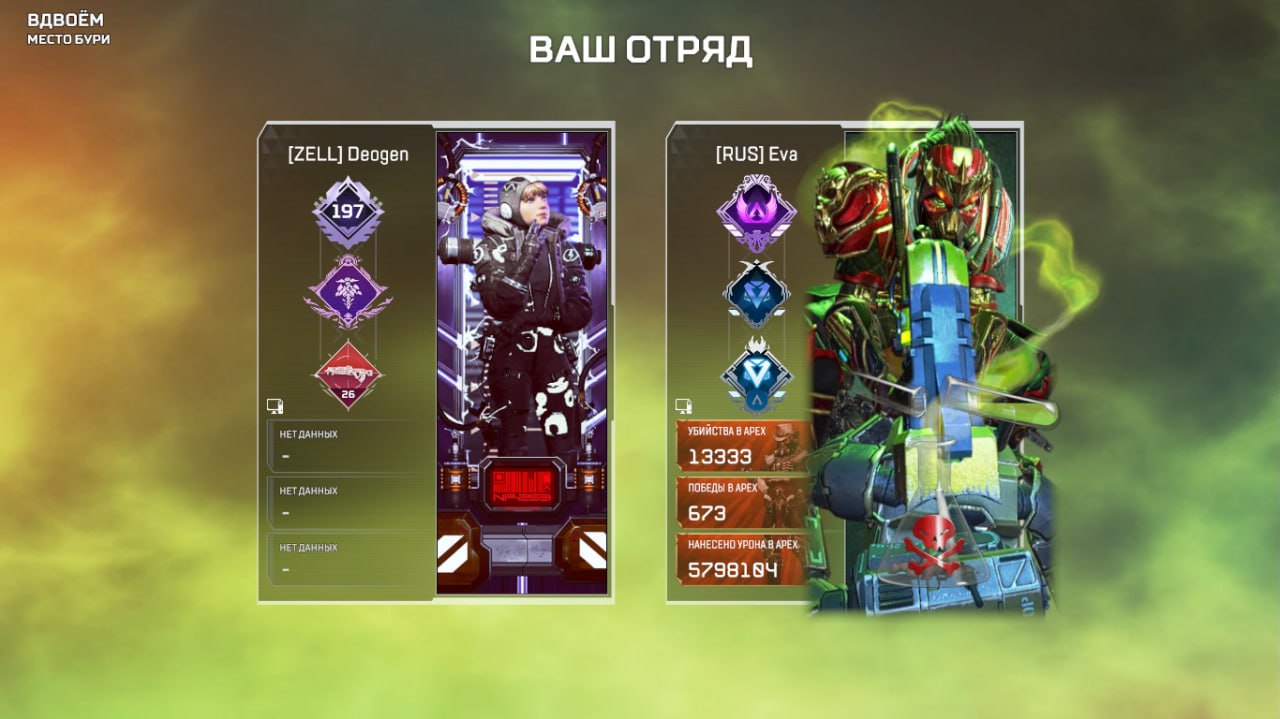 ВДВОЁМ
МЕСТО БУРИ
ВАШ ОТРЯД
[ZELL] Deogen
197
26
НЕТ ДАННЫХ
-
НЕТ ДАННЫХ
-
НЕТ ДАННЫХ
-
[RUS] Eva
УБИЙСТВА В APEX
13333
ПОБЕДЫ В APEX
673
НАНЕСЕНО УРОНА В APEX
5798104